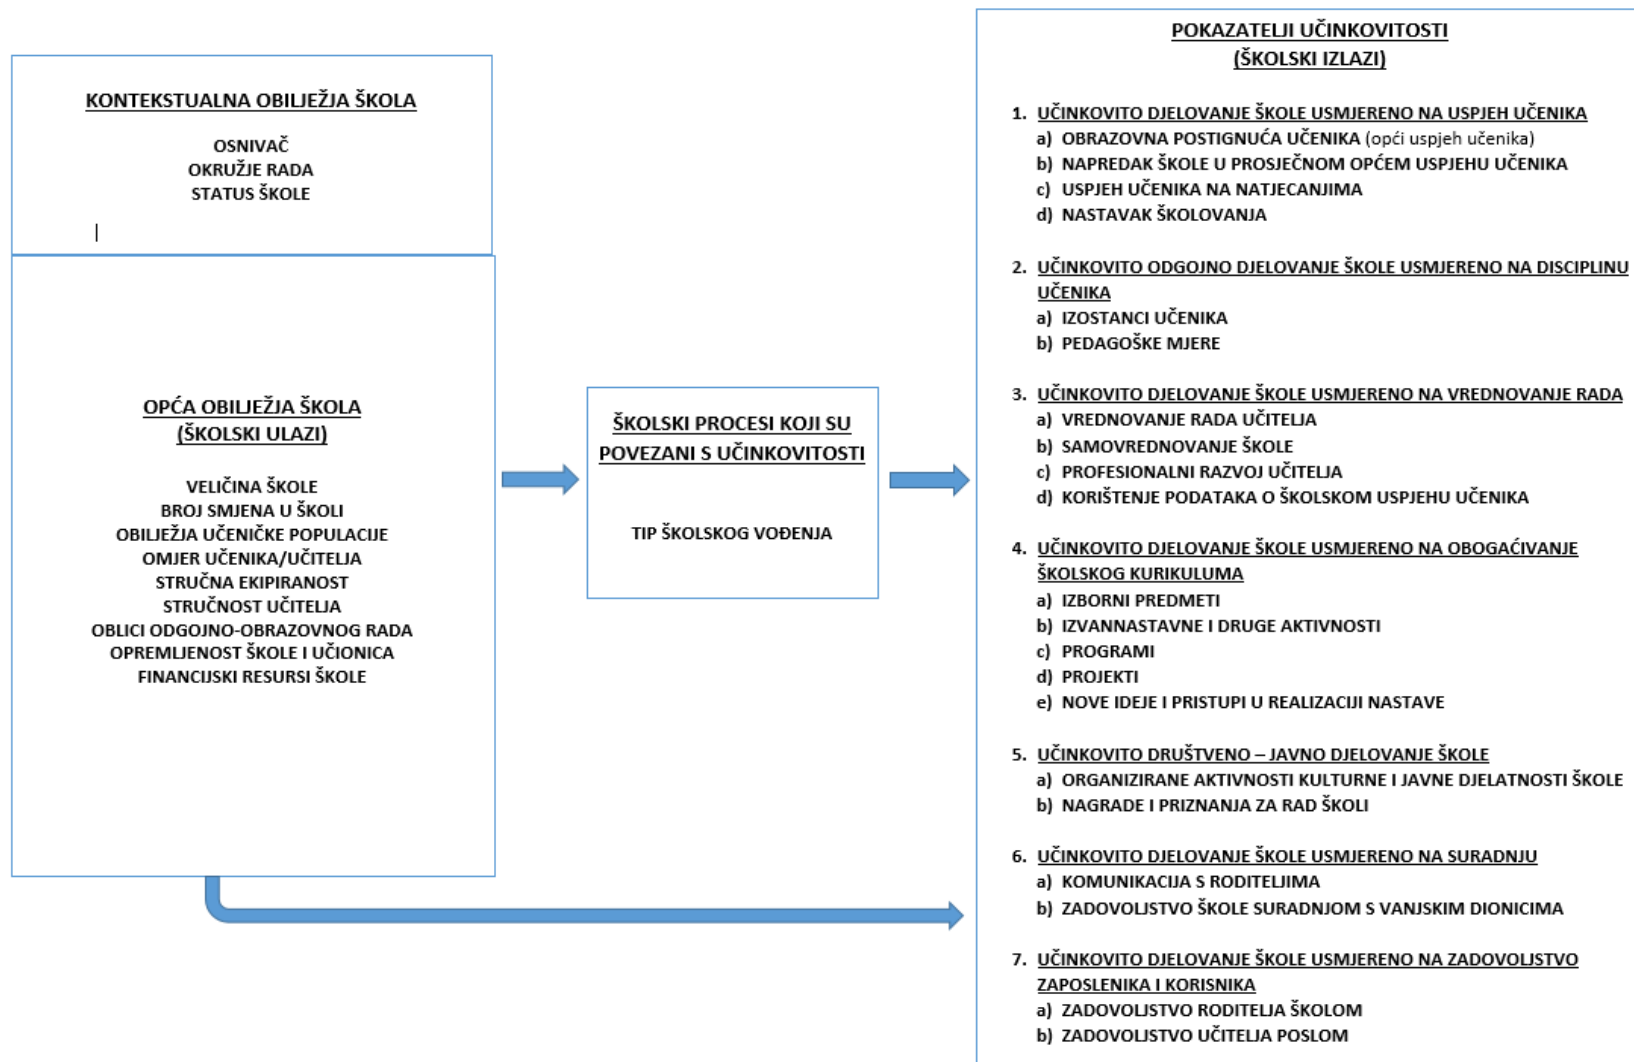 KONTEKSTUALNA OBILJEŽJA ŠKOLA
OSNIVAČ
OKRUŽJE RADA
STATUS ŠKOLE
OPĆA OBILJEŽJA ŠKOLA
(ŠKOLSKI ULAZI)
VELIČINA ŠKOLE
BROJ SMJENA U ŠKOLI
OBILJEŽJA UČENIČKE POPULACIJE
OMJER UČENIKA/UČITELJA
STRUČNA EKIPIRANOST
STRUČNOST UČITELJA
OBLICI ODGOJNO-OBRAZOVNOG RADA
OPREMLJENOST ŠKOLE I UČIONICA
FINANCIJSKI RESURSI ŠKOLE
ŠKOLSKI PROCESI KOJI SU
POVEZANI S UČINKOVITOSTI
TIP ŠKOLSKOG VOĐENJA
POKAZATELJI UČINKOVITOSTI
(ŠKOLSKI IZLAZI)
1. UČINKOVITO DJELOVANJE ŠKOLE USMJERENO NA USPJEH UČENIKA
a) OBRAZOVNA POSTIGNUĆA UČENIKA (opći uspjeh učenika)
b) NAPREDAK ŠKOLE U PROSJEČNOM OPĆEM USPJEHU UČENIKA
c) USPJEH UČENIKA NA NATJECANJIMA
d) NASTAVAK ŠKOLOVANJA
2. UČINKOVITO ODGOJNO DJELOVANJE ŠKOLE USMJERENO NA DISCIPLINU
UČENIKA
a) IZOSTANCI UČENIKA
b) PEDAGOŠKE MJERE
3. UČINKOVITO DJELOVANJE ŠKOLE USMJERENO NA VREDNOVANJE RADA
a) VREDNOVANJE RADA UČITELJA
b) SAMOVREDNOVANJE ŠKOLE
c) PROFESIONALNI RAZVOJ UČITELJA
d) KORIŠTENJE PODATAKA O ŠKOLSKOM USPJEHU UČENIKA
4. UČINKOVITO DJELOVANJE ŠKOLE USMJERENO NA OBOGAĆIVANJE
ŠKOLSKOG KURIKULUMA
a) IZBORNI PREDMETI
b) IZVANNASTAVNE I DRUGE AKTIVNOSTI
c) PROGRAMI
d) PROJEKTI
e) NOVE IDEJE I PRISTUPI U REALIZACIJI NASTAVE
5. UČINKOVITO DRUŠTVENO – JAVNO DJELOVANJE ŠKOLE
a) ORGANIZIRANE AKTIVNOSTI KULTURNE I JAVNE DJELATNOSTI ŠKOLE
b) NAGRADE I PRIZNANJA ZA RAD ŠKOLI
6. UČINKOVITO DJELOVANJE ŠKOLE USMJERENO NA SURADNJU
a) KOMUNIKACIJA S RODITELJIMA
b) ZADOVOLJSTVO ŠKOLE SURADNJOM S VANJSKIM DIONICIMA
7. UČINKOVITO DJELOVANJE ŠKOLE USMJERENO NA ZADOVOLJSTVO
ZAPOSLENIKA I KORISNIKA
a) ZADOVOLJSTVO RODITELJA ŠKOLOM
b) ZADOVOLJSTVO UČITELJA POSLOM